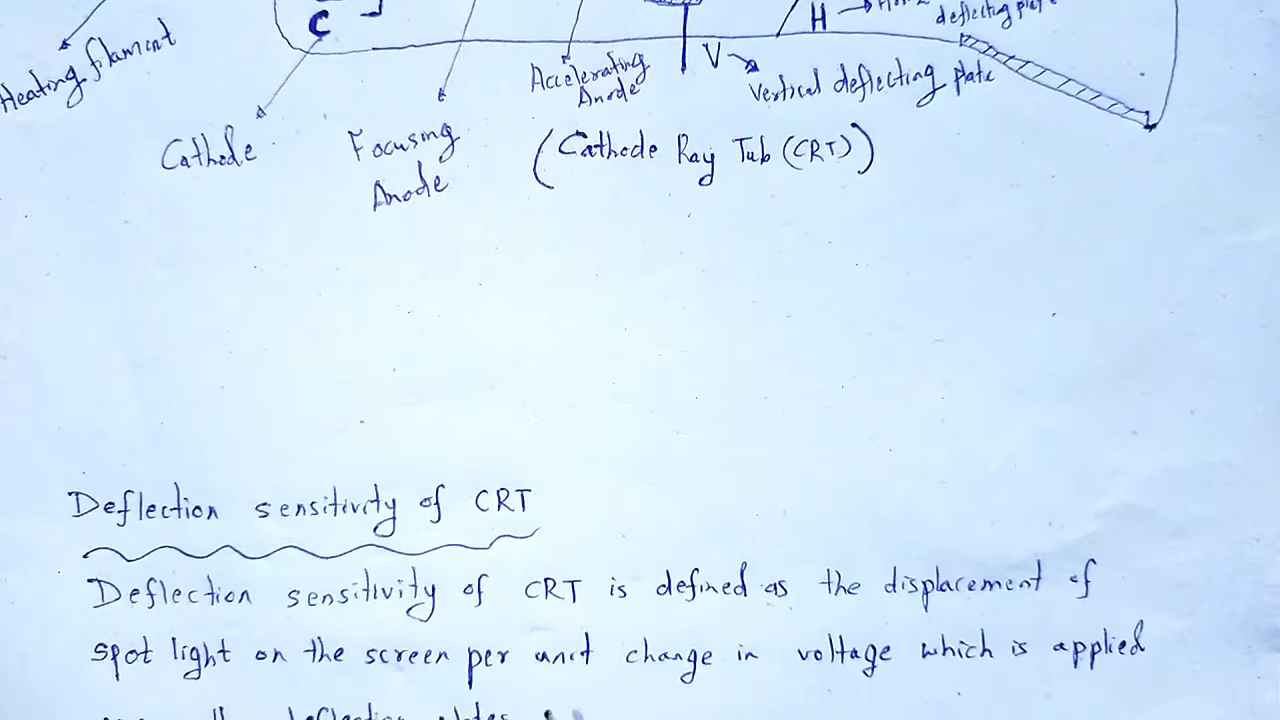 C
H
deflecting plate
Heating filament
Accelerating
Anode
V
Vertical deflecting plate
Cathode
Focusing
Anode
(Cathode Ray Tub (CRT))
Deflection sensitivity of CRT
Deflection sensitivity of CRT is defined as the displacement of
spot light on the screen per unit change in voltage which is applied